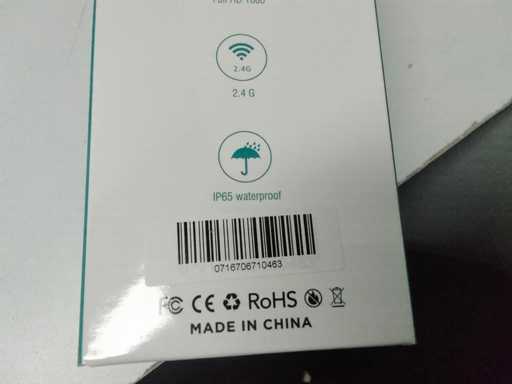 Full HD 1080
2.4G
2.4 G
IP65 waterproof
0716706710463
FC CE RoHS
MADE IN CHINA